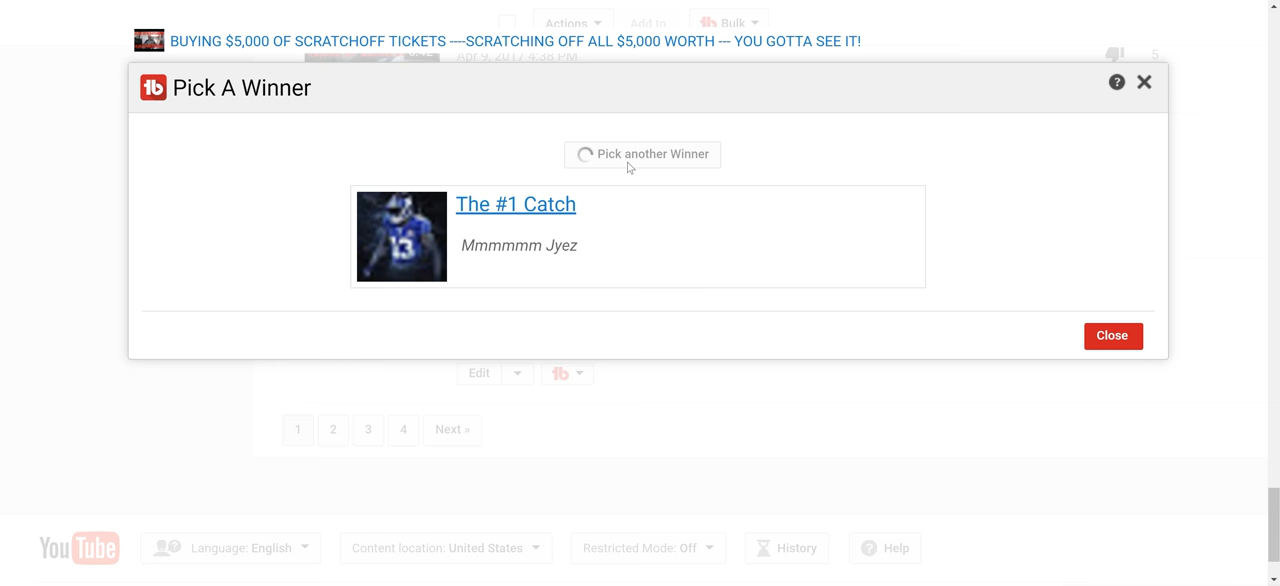 Actions Add to Bulk
BUYING $5,000 OF SCRATCHOFF TICKETS ----SCRATCHING OFF ALL $5,000 WORTH --- YOU GOTTA SEE IT!
Apr 9, 2017 4:38 PM 5
Pick A Winner
Pick another Winner
The #1 Catch
Mmmmmm Jyez
13
Close
Edit
1 2 3 4 Next »
YouTube Language: English Content location: United States Restricted Mode: Off History Help